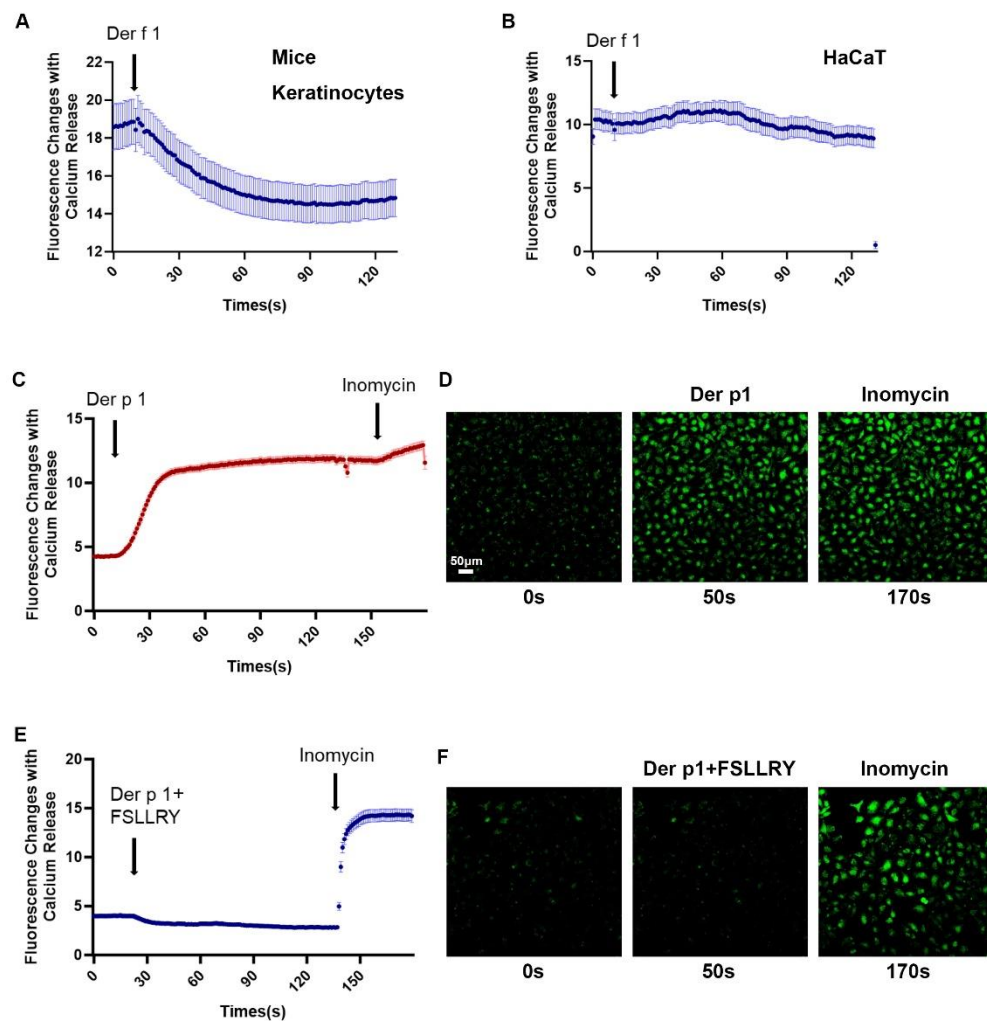 A
Der f 1
Mice
Keratinocytes
Fluorescence Changes with
Calcium Release
22
20
18
16
14
12
0
30
60
90
120
Times(s)
B
Der f 1
HaCaT
Fluorescence Changes with
Calcium Release
15
10
5
0
0
30
60
90
120
Times(s)
C
Der p 1
Inomycin
Fluorescence Changes with
Calcium Release
15
10
5
0
0
30
60
90
120
150
Times(s)
D
Der p1
Inomycin
50μm
0s
50s
170s
E
Der p 1+
FSLLRY
Inomycin
Fluorescence Changes with
Calcium Release
20
15
10
5
0
0
30
60
90
120
150
Times(s)
F
Der p1+FSLLRY
Inomycin
0s
50s
170s